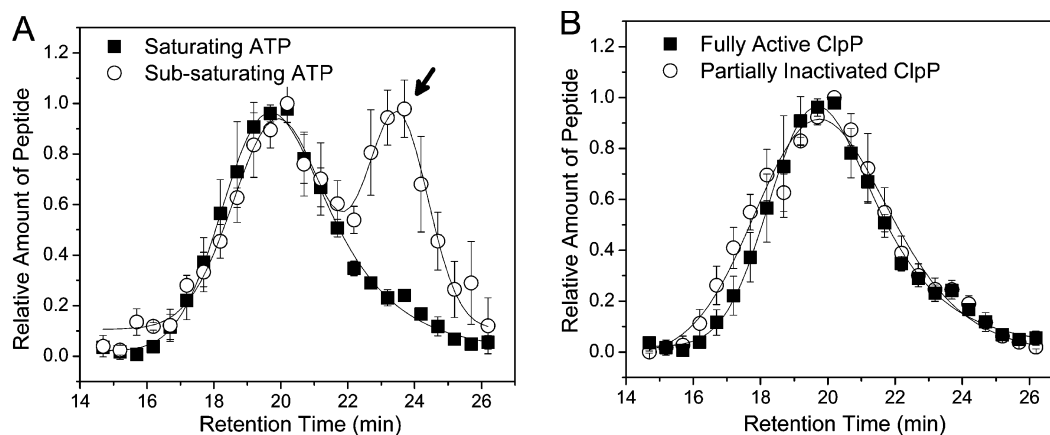 A
Saturating ATP
Sub-saturating ATP
Relative Amount of Peptide
1.2
1.0
0.8
0.6
0.4
0.2
0.0
14 16 18 20 22 24 26
Retention Time (min)
B
Fully Active ClpP
Partially Inactivated ClpP
Relative Amount of Peptide
1.2
1.0
0.8
0.6
0.4
0.2
0.0
14 16 18 20 22 24 26
Retention Time (min)